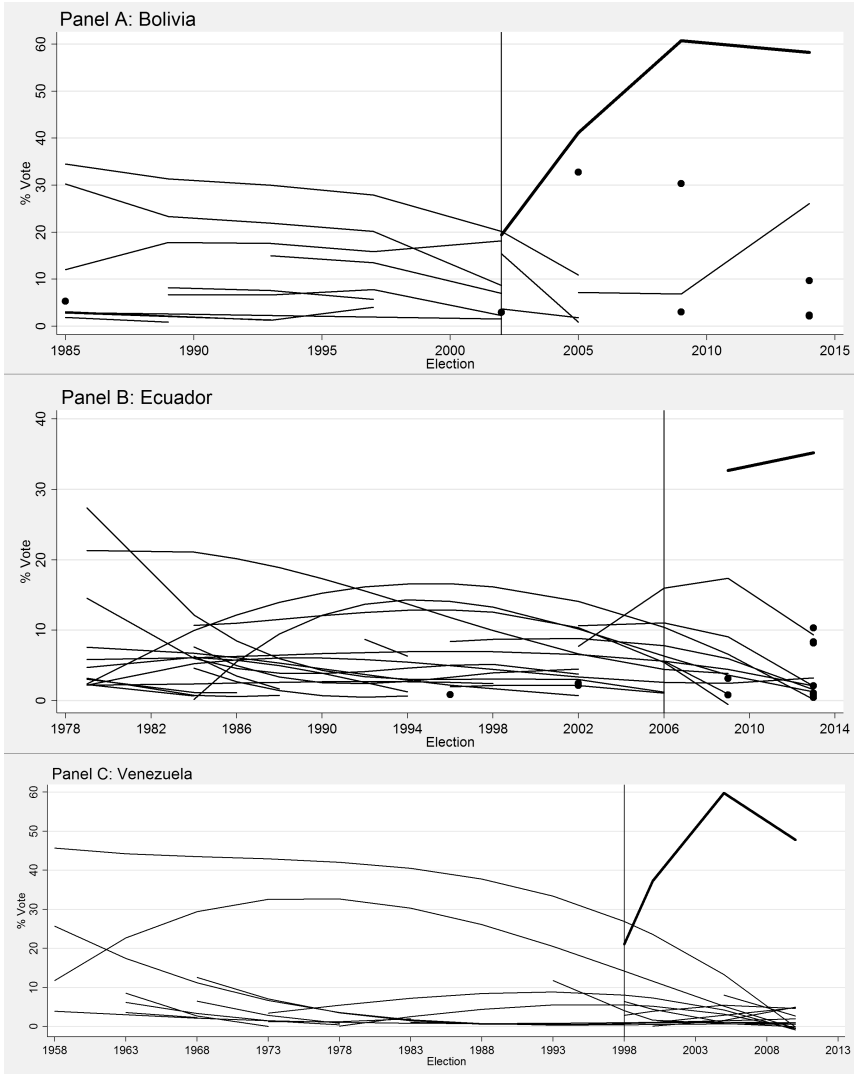 Panel A: Bolivia
60
50
40
30
20
10
0
% Vote
1985 1990 1995 2000 2005 2010 2015
Election
Panel B: Ecuador
40
30
20
10
0
% Vote
1978 1982 1986 1990 1994 1998 2002 2006 2010 2014
Election
Panel C: Venezuela
60
50
40
30
20
10
0
% Vote
1958 1963 1968 1973 1978 1983 1988 1993 1998 2003 2008 2013
Election